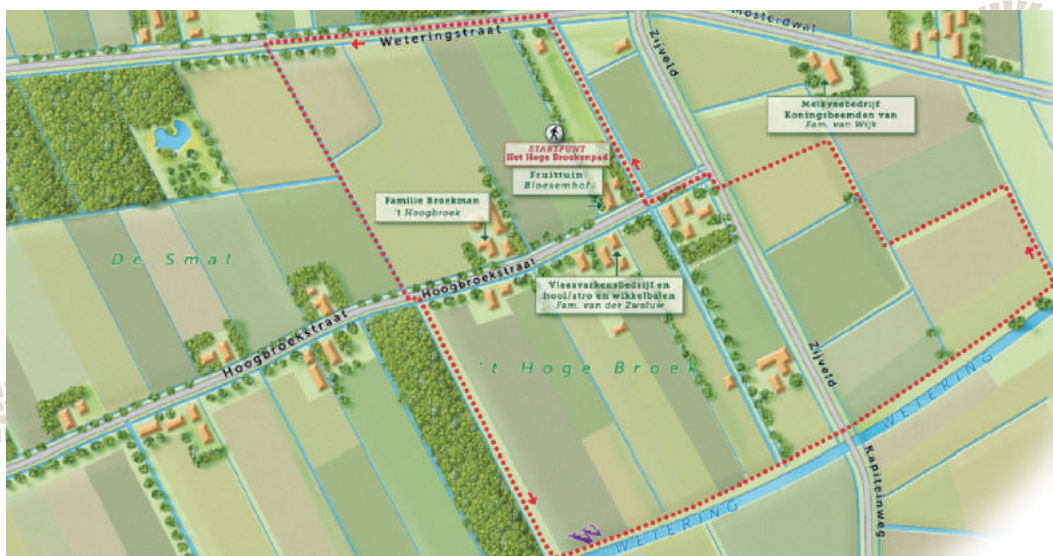 Mosterdwal
Weteringstraat
Zijveld
Melkveebedrijf
Koningsbeemden van
Fam. van Wijk
STARTPUNT
Het Hoge Broekenpad
Fruittuin
Bloesemhof
Familie Broekman
't Hoogbroek
De Smal
Hoogbroekstraat
Vleesvarkensbedrijf en
hooi/stro en wikkelbalen
Fam. van der Zwaluw
Hoogbroekstraat
't Hoge Broek
Zijveld
WETERING
Kapiteinweg
W
WETERING